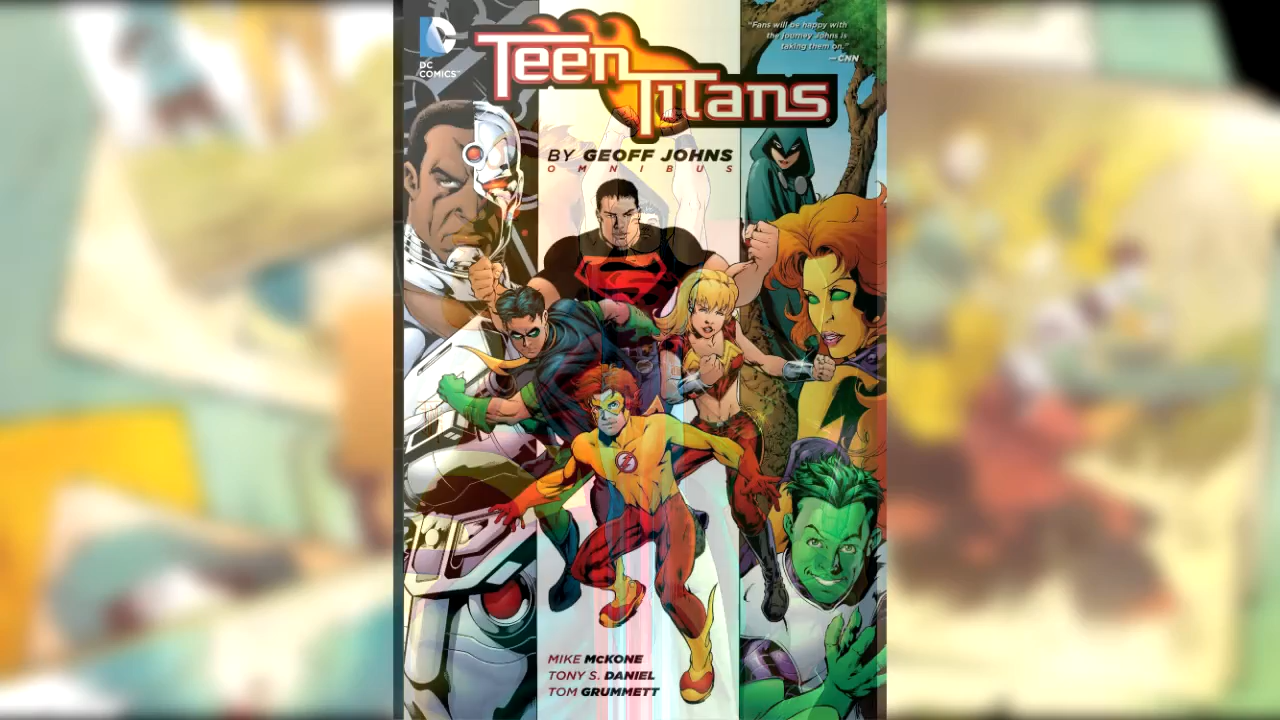 DC
COMICS™
Teen
Titans
"Fans will be happy with
the journey Johns is
taking them on."
—CNN
BY GEOFF JOHNS
OMNIBUS
MIKE McKONE
TONY S. DANIEL
TOM GRUMMETT